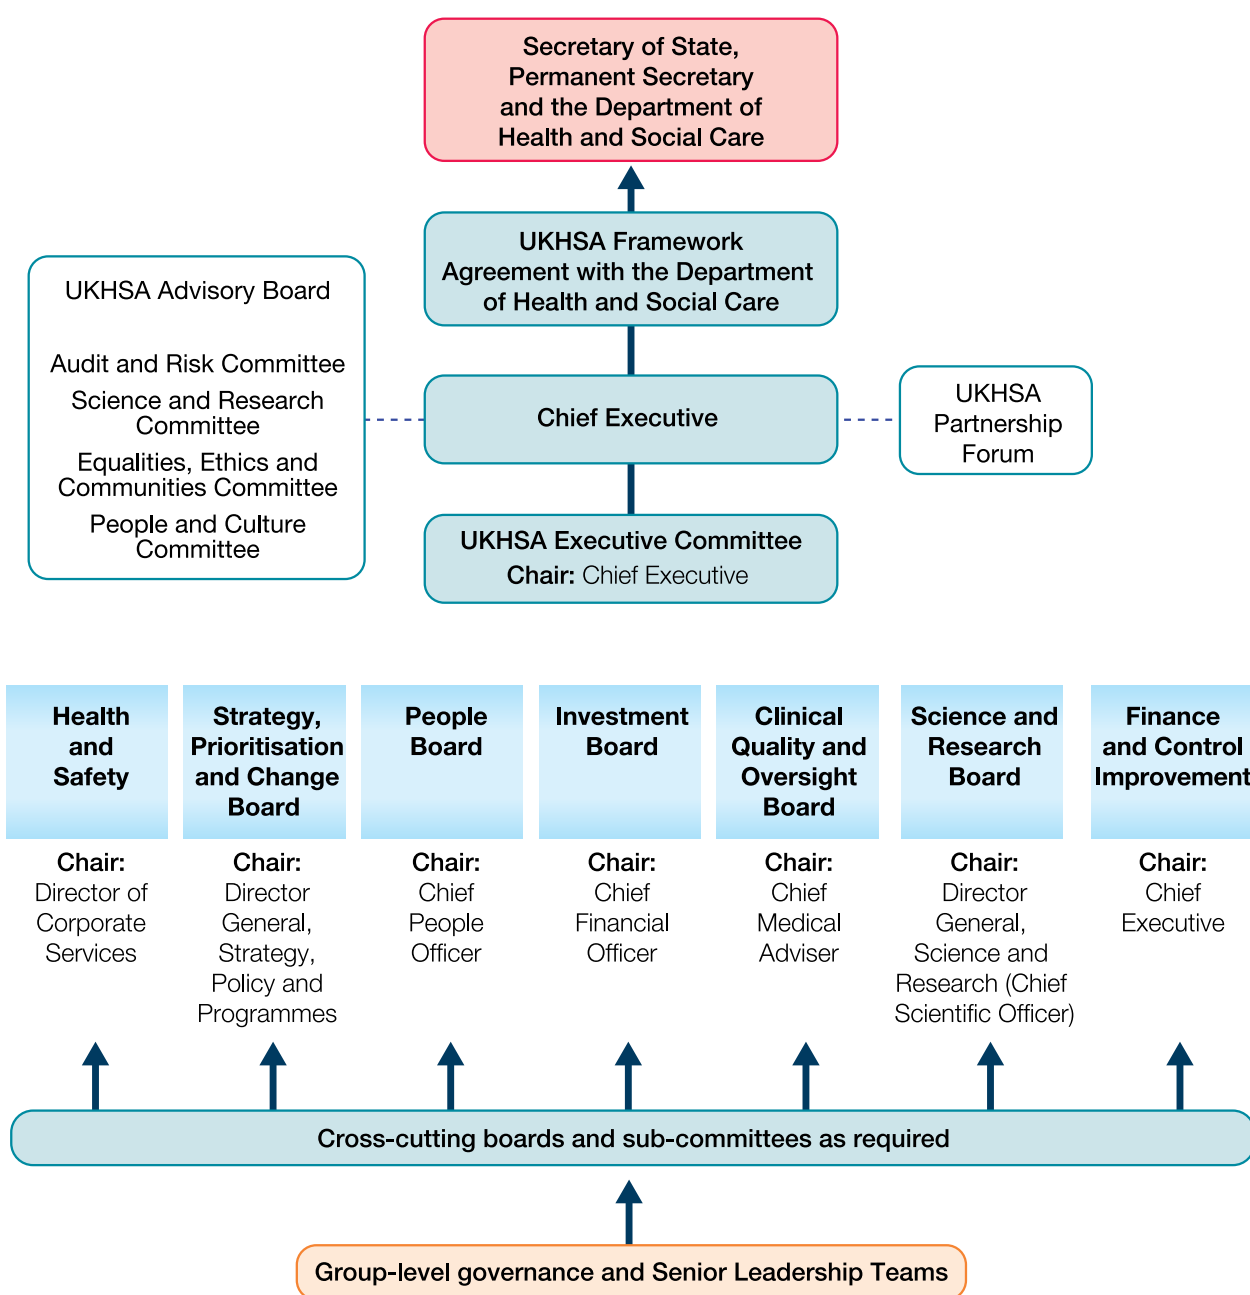 Secretary of State,
Permanent Secretary
and the Department of
Health and Social Care
UKHSA Framework
Agreement with the Department
of Health and Social Care
UKHSA Advisory Board
Audit and Risk Committee
Science and Research
Committee
Equalities, Ethics and
Communities Committee
People and Culture
Committee
Chief Executive
UKHSA
Partnership
Forum
UKHSA Executive Committee
Chair: Chief Executive
Health
and
Safety
Chair:
Director of
Corporate
Services
Strategy,
Prioritisation
and Change
Board
Chair:
Director
General,
Strategy,
Policy and
Programmes
People
Board
Chair:
Chief
People
Officer
Investment
Board
Chair:
Chief
Financial
Officer
Clinical
Quality and
Oversight
Board
Chair:
Chief
Medical
Adviser
Science and
Research
Board
Chair:
Director
General,
Science and
Research (Chief
Scientific Officer)
Finance
and Control
Improvement
Chair:
Chief
Executive
Cross-cutting boards and sub-committees as required
Group-level governance and Senior Leadership Teams